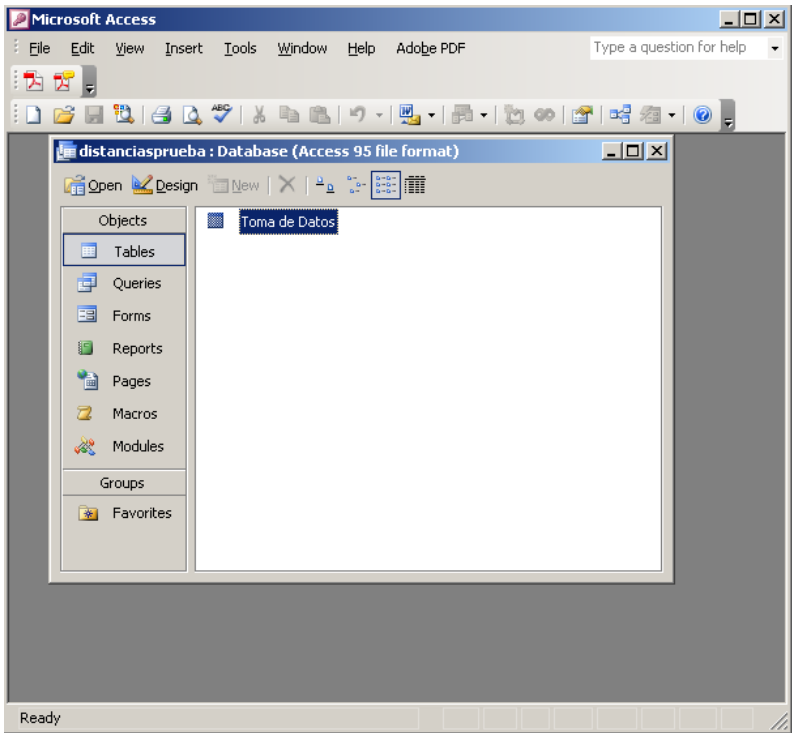 Microsoft Access
File Edit View Insert Tools Window Help Adobe PDF Type a question for help
distanciasprueba : Database (Access 95 file format)
Open Design New
Objects
Tables
Queries
Forms
Reports
Pages
Macros
Modules
Groups
Favorites
Toma de Datos
Ready